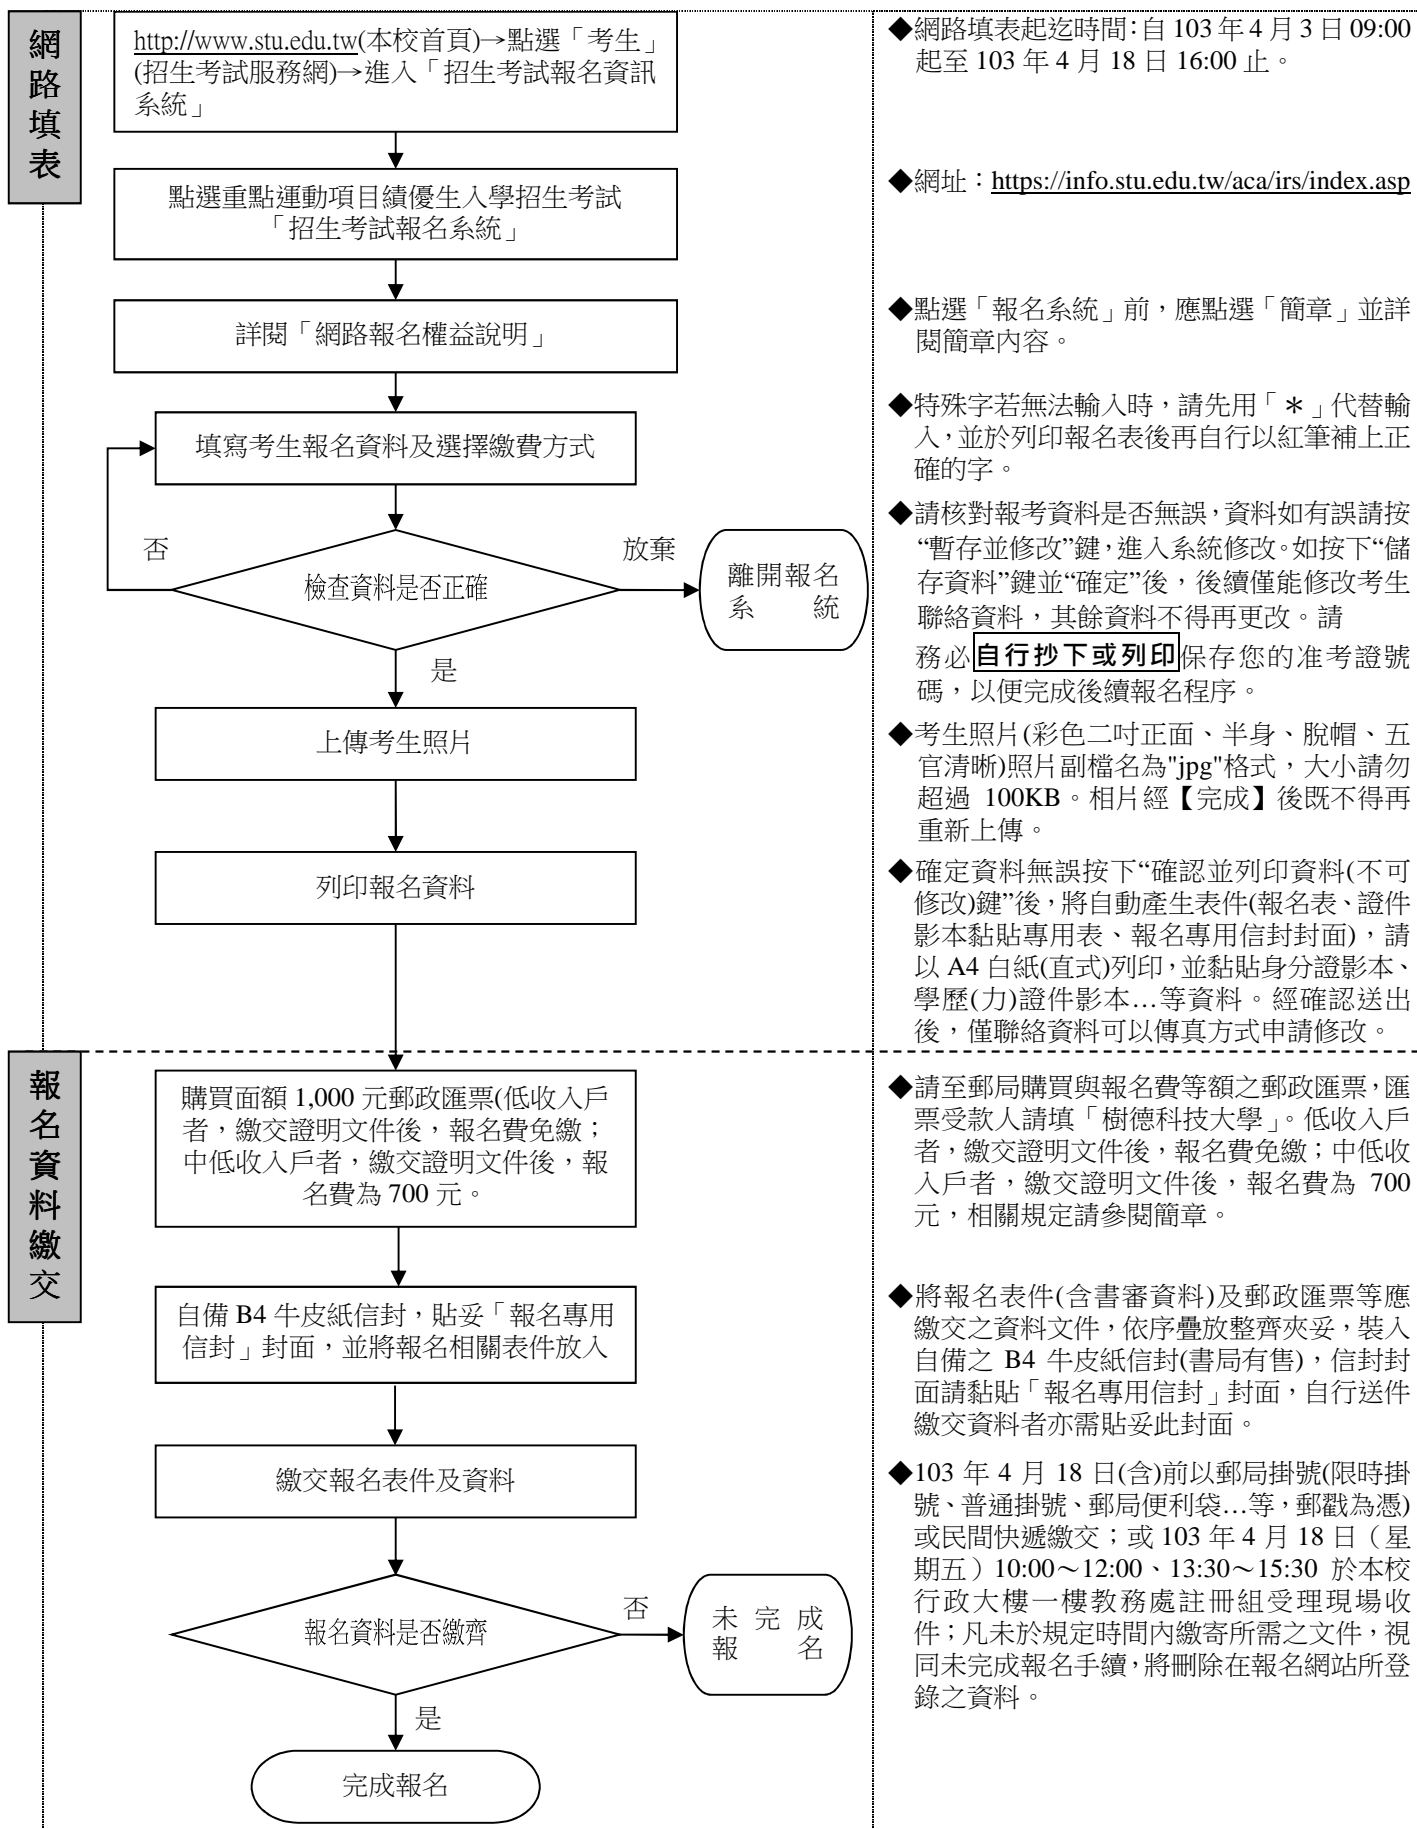 網路填表
http://www.stu.edu.tw(本校首頁)→點選「考生」
(招生考試服務網)→進入「招生考試報名資訊
系統」
點選重點運動項目績優生入學招生考試
「招生考試報名系統」
詳閱「網路報名權益說明」
填寫考生報名資料及選擇繳費方式
否
檢查資料是否正確
放棄
離開報名
系統
是
上傳考生照片
列印報名資料
◆網路填表起迄時間：自 103 年 4 月 3 日 09:00
起至 103 年 4 月 18 日 16:00 止。
◆網址：https://info.stu.edu.tw/aca/irs/index.asp
◆點選「報名系統」前，應點選「簡章」並詳
閱簡章內容。
◆特殊字若無法輸入時，請先用「＊」代替輸
入，並於列印報名表後再自行以紅筆補上正
確的字。
◆請核對報考資料是否無誤，資料如有誤請按
“暫存並修改”鍵，進入系統修改。如按下“儲
存資料”鍵並“確定”後，後續僅能修改考生
聯絡資料，其餘資料不得再更改。請
務必自行抄下或列印保存您的准考證號
碼，以便完成後續報名程序。
◆考生照片(彩色二吋正面、半身、脫帽、五
官清晰)照片副檔名為"jpg"格式，大小請勿
超過 100KB。相片經【完成】後既不得再
重新上傳。
◆確定資料無誤按下“確認並列印資料(不可
修改)鍵”後，將自動產生表件(報名表、證件
影本黏貼專用表、報名專用信封封面)，請
以 A4 白紙(直式)列印，並黏貼身分證影本、
學歷(力)證件影本…等資料。經確認送出
後，僅聯絡資料可以傳真方式申請修改。
報名資料繳交
購買面額 1,000 元郵政匯票(低收入戶
者，繳交證明文件後，報名費免繳；
中低收入戶者，繳交證明文件後，報
名費為 700 元。
自備 B4 牛皮紙信封，貼妥「報名專用
信封」封面，並將報名相關表件放入
繳交報名表件及資料
報名資料是否繳齊
否
未完成
報名
是
完成報名
◆請至郵局購買與報名費等額之郵政匯票，匯
票受款人請填「樹德科技大學」。低收入戶
者，繳交證明文件後，報名費免繳；中低收
入戶者，繳交證明文件後，報名費為 700
元，相關規定請參閱簡章。
◆將報名表件(含書審資料)及郵政匯票等應
繳交之資料文件，依序疊放整齊夾妥，裝入
自備之 B4 牛皮紙信封(書局有售)，信封封
面請黏貼「報名專用信封」封面，自行送件
繳交資料者亦需貼妥此封面。
◆103 年 4 月 18 日(含)前以郵局掛號(限時掛
號、普通掛號、郵局便利袋…等，郵戳為憑)
或民間快遞繳交；或 103 年 4 月 18 日（星
期五）10:00～12:00、13:30～15:30 於本校
行政大樓一樓教務處註冊組受理現場收
件；凡未於規定時間內繳寄所需之文件，視
同未完成報名手續，將刪除在報名網站所登
錄之資料。